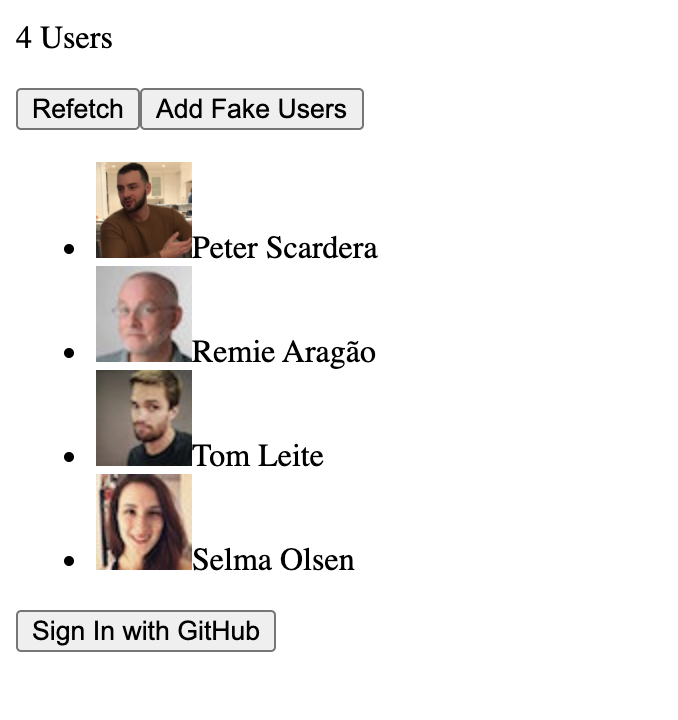 4 Users
Refetch Add Fake Users
Peter Scardera
Remie Aragão
Tom Leite
Selma Olsen
Sign In with GitHub